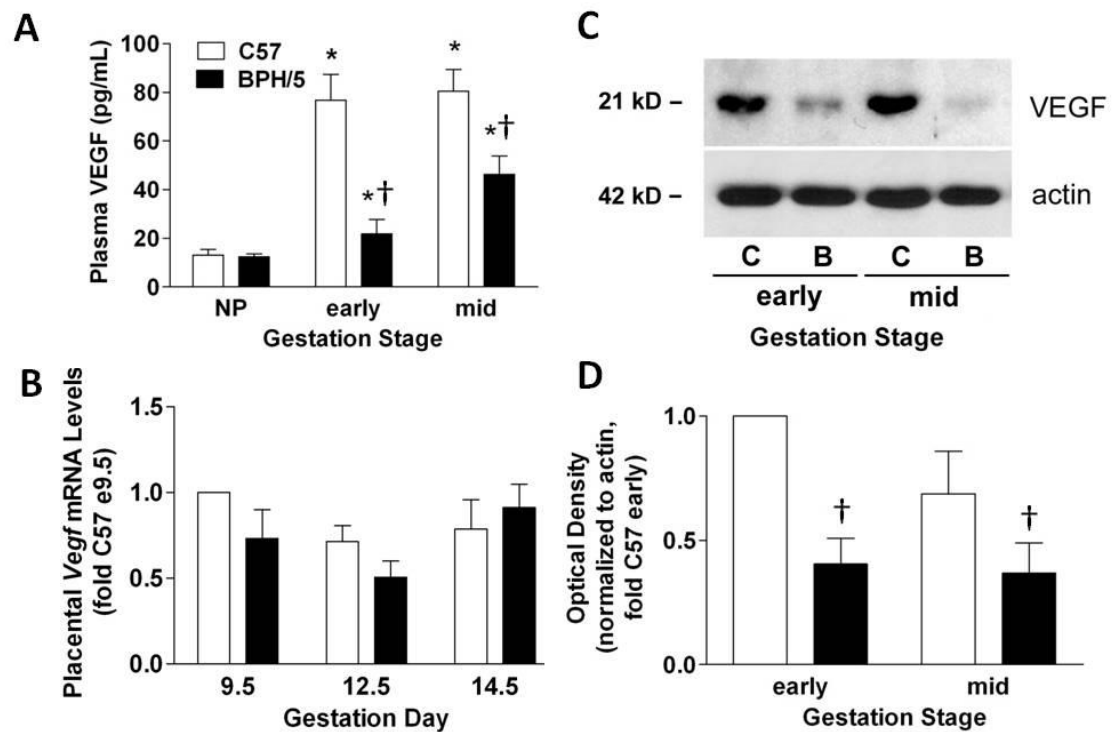 A
Plasma VEGF (pg/mL)
100
80
60
40
20
0
C57
BPH/5
*
*†
*
*†
NP early mid
Gestation Stage
B
Placental Vegf mRNA Levels
(fold C57 e9.5)
1.5
1.0
0.5
0.0
9.5 12.5 14.5
Gestation Day
C
21 kD – VEGF
42 kD – actin
C B C B
early mid
Gestation Stage
D
Optical Density
(normalized to actin,
fold C57 early)
1.0
0.5
0.0
† †
early mid
Gestation Stage